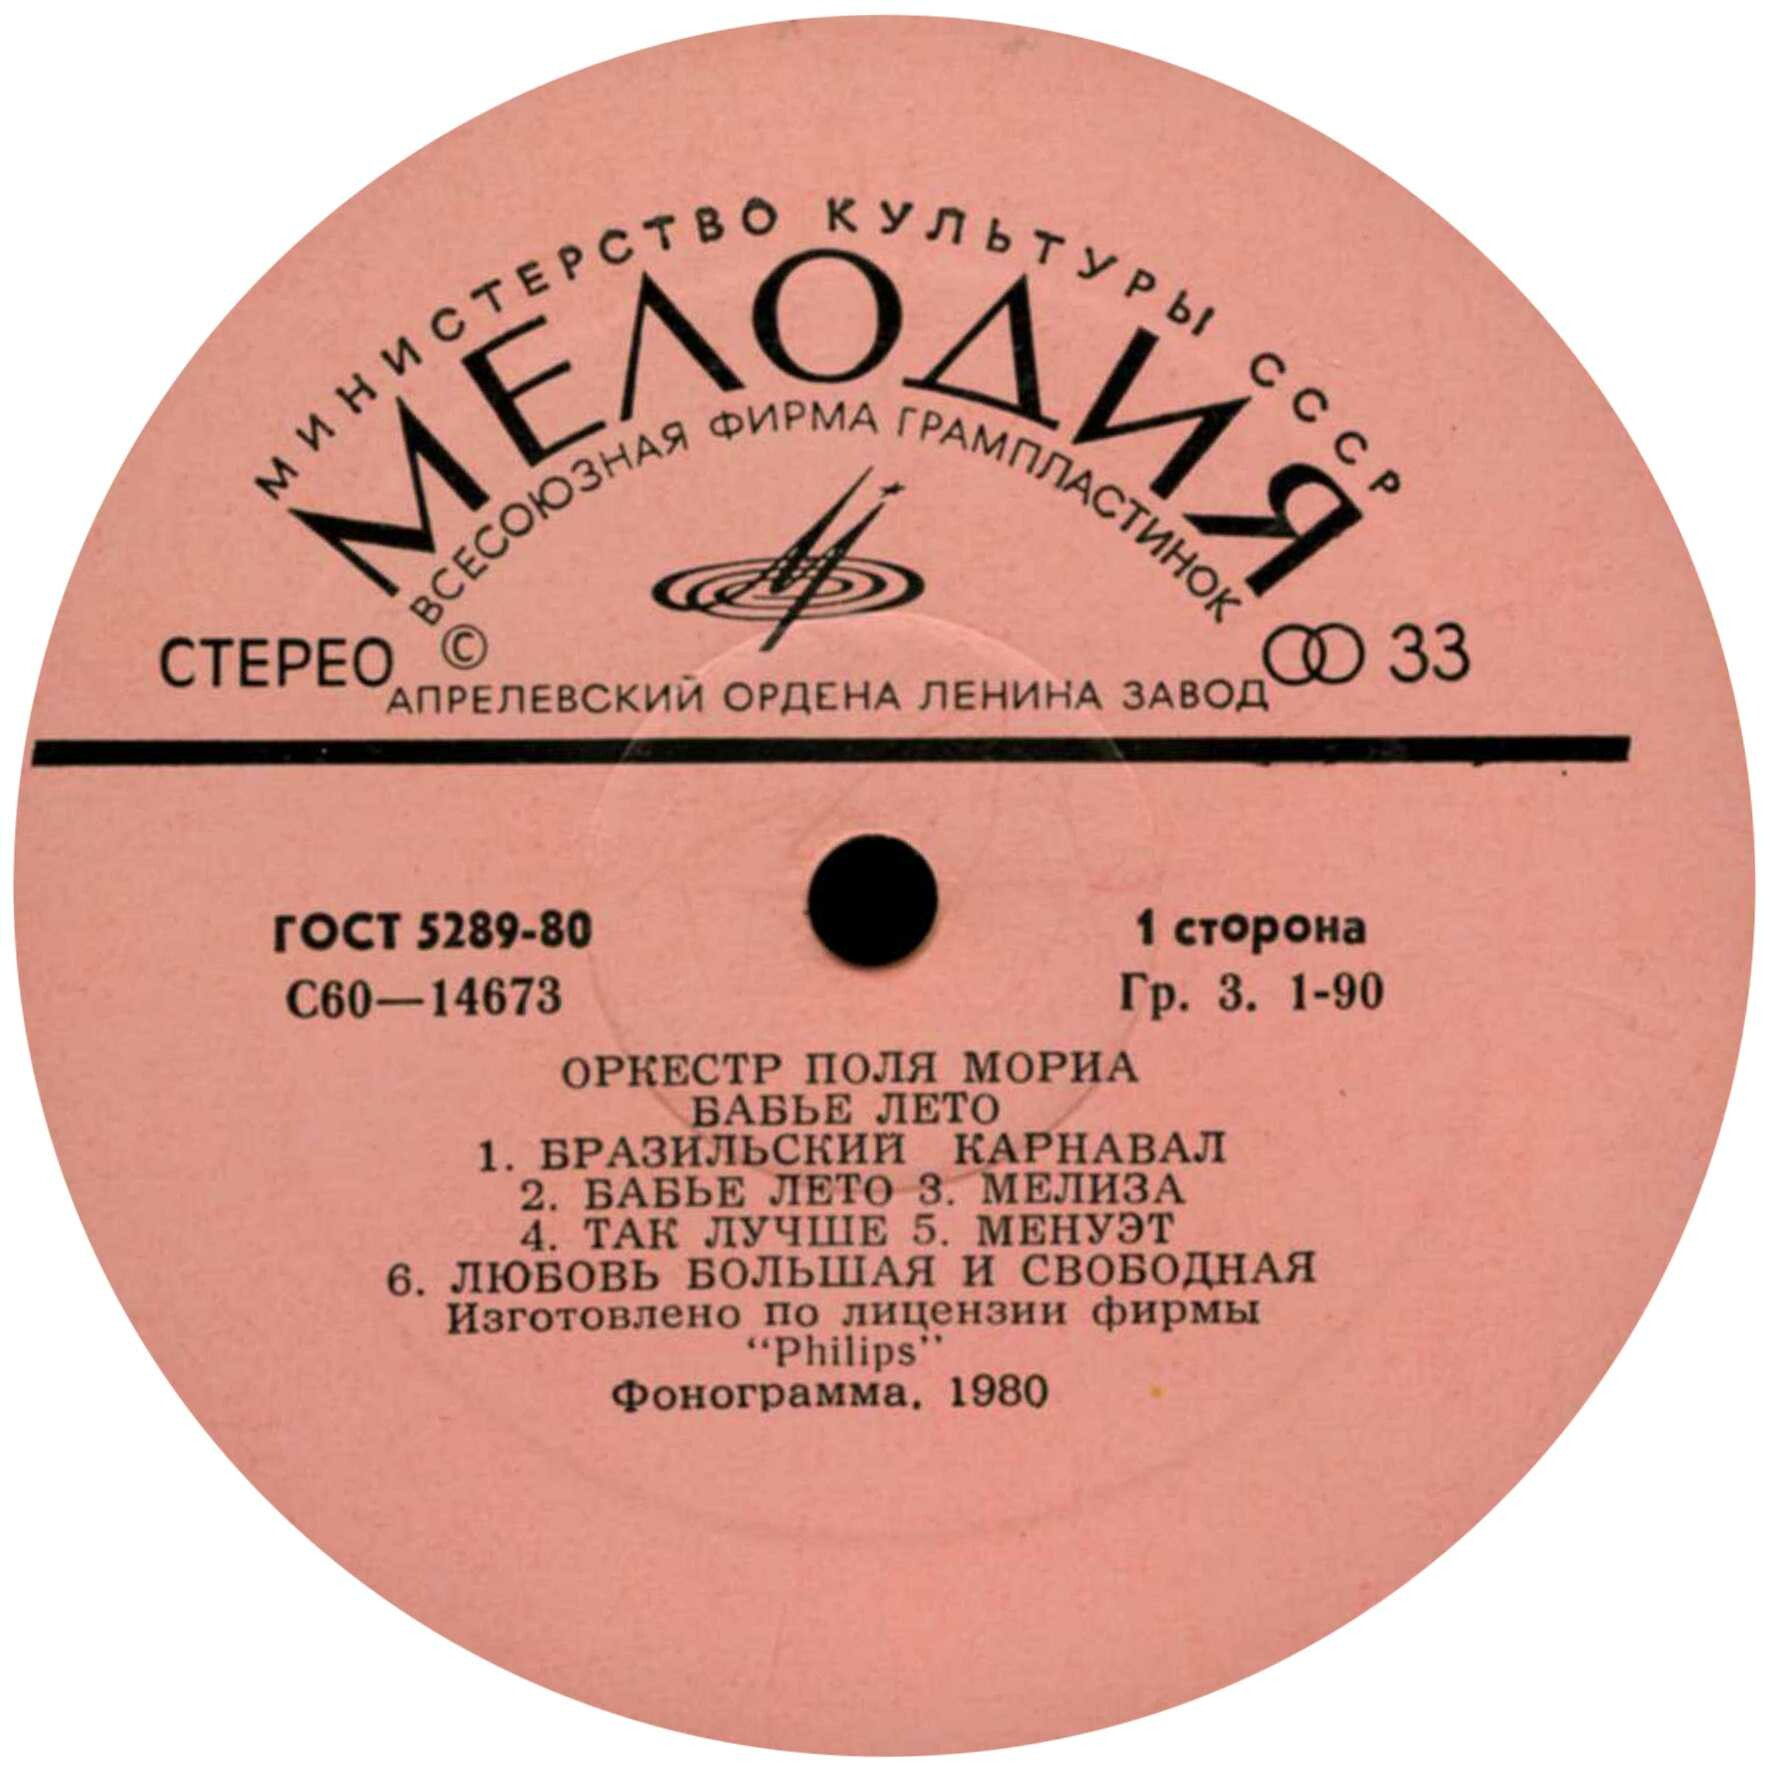 МИНИСТЕРСТВО КУЛЬТУРЫ СССР
МЕЛОДИЯ
ВСЕСОЮЗНАЯ ФИРМА ГРАМПЛАСТИНОК
СТЕРЕО © 33
АПРЕЛЕВСКИЙ ОРДЕНА ЛЕНИНА ЗАВОД
ГОСТ 5289-80 1 сторона
С60—14673 Гр. 3. 1-90
ОРКЕСТР ПОЛЯ МОРИА
БАБЬЕ ЛЕТО
1. БРАЗИЛЬСКИЙ КАРНАВАЛ
2. БАБЬЕ ЛЕТО 3. МЕЛИЗА
4. ТАК ЛУЧШЕ 5. МЕНУЭТ
6. ЛЮБОВЬ БОЛЬШАЯ И СВОБОДНАЯ
Изготовлено по лицензии фирмы
“Philips”
Фонограмма. 1980